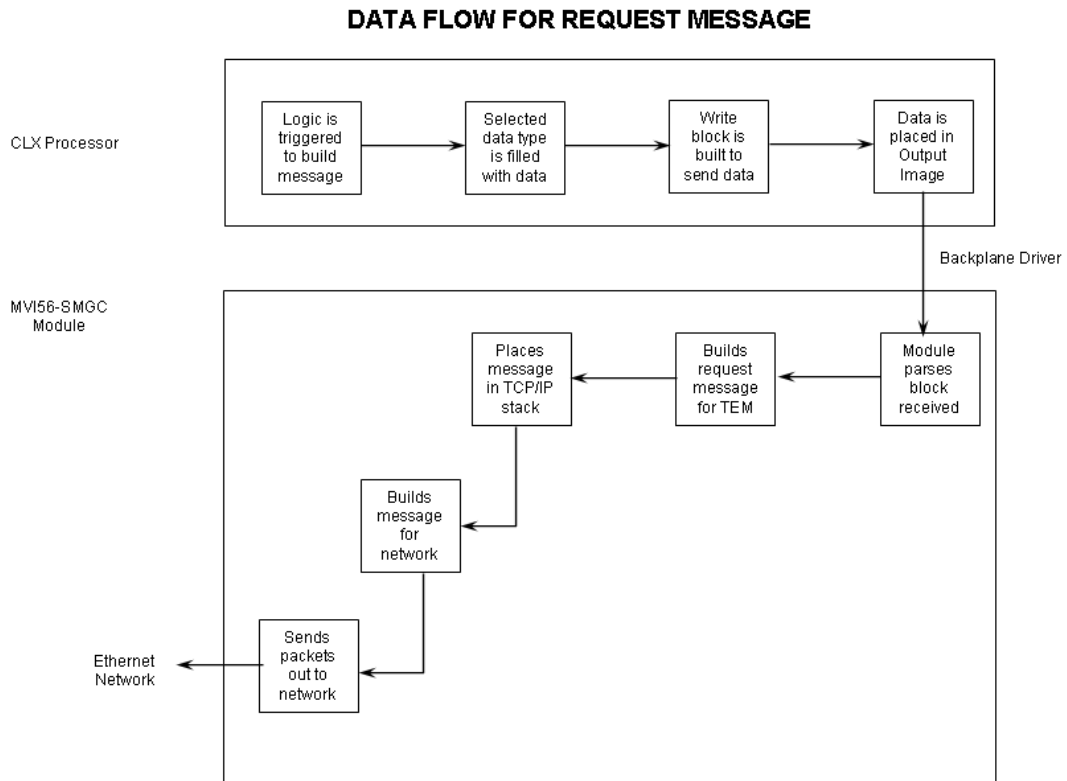 DATA FLOW FOR REQUEST MESSAGE
CLX Processor
Logic is
triggered
to build
message
Selected
data type
is filled
with data
Write
block is
built to
send data
Data is
placed in
Output
Image
Backplane Driver
MVI56-SMGC
Module
Module
parses
block
received
Builds
request
message
for TEM
Places
message
in TCP/IP
stack
Builds
message
for
network
Sends
packets
out to
network
Ethernet
Network